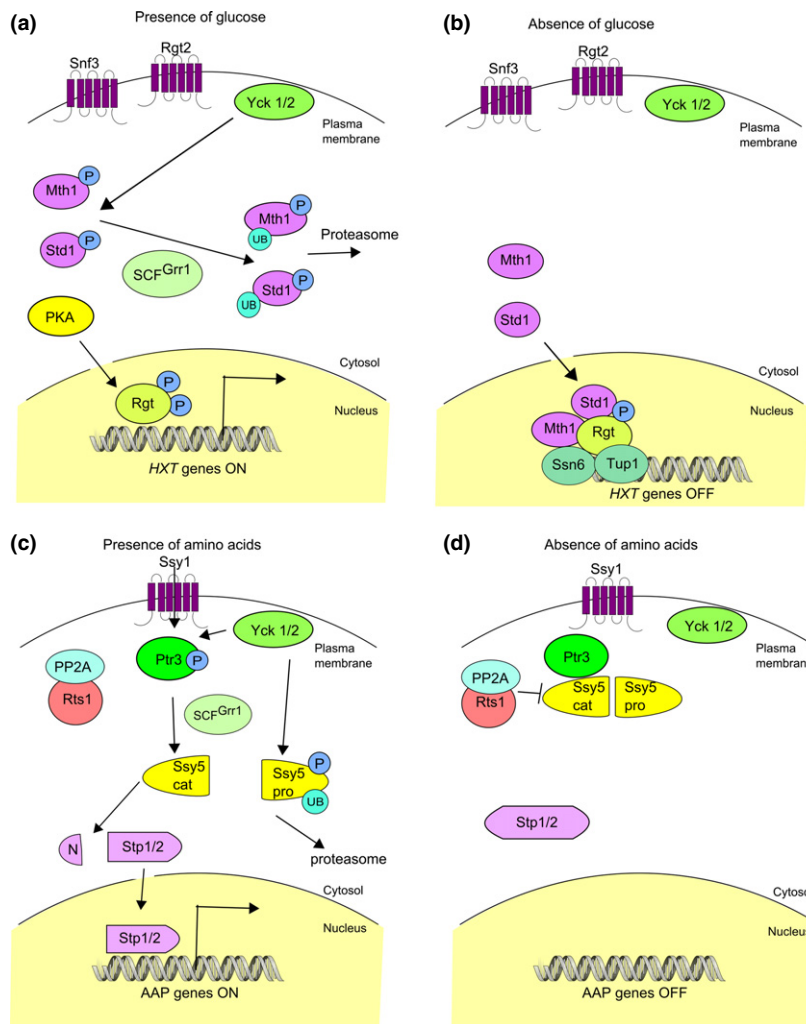 (a)
Presence of glucose
Snf3
Rgt2
Yck 1/2
Plasma
membrane
Mth1
P
Std1
P
SCFGrr1
Mth1
P
UB
Std1
P
UB
Proteasome
PKA
Cytosol
Nucleus
Rgt
P
P
HXT genes ON
(b)
Absence of glucose
Snf3
Rgt2
Yck 1/2
Plasma
membrane
Mth1
Std1
Cytosol
Nucleus
Std1
P
Mth1
Rgt
Ssn6
Tup1
HXT genes OFF
(c)
Presence of amino acids
Ssy1
Yck 1/2
Plasma
membrane
Ptr3
P
PP2A
Rts1
SCFGrr1
Ssy5
cat
Ssy5
pro
P
UB
N
Stp1/2
proteasome
Cytosol
Nucleus
Stp1/2
AAP genes ON
(d)
Absence of amino acids
Ssy1
Yck 1/2
Plasma
membran
Ptr3
PP2A
Rts1
Ssy5
cat
Ssy5
pro
Stp1/2
Cytoso
Nucleus
AAP genes OFF